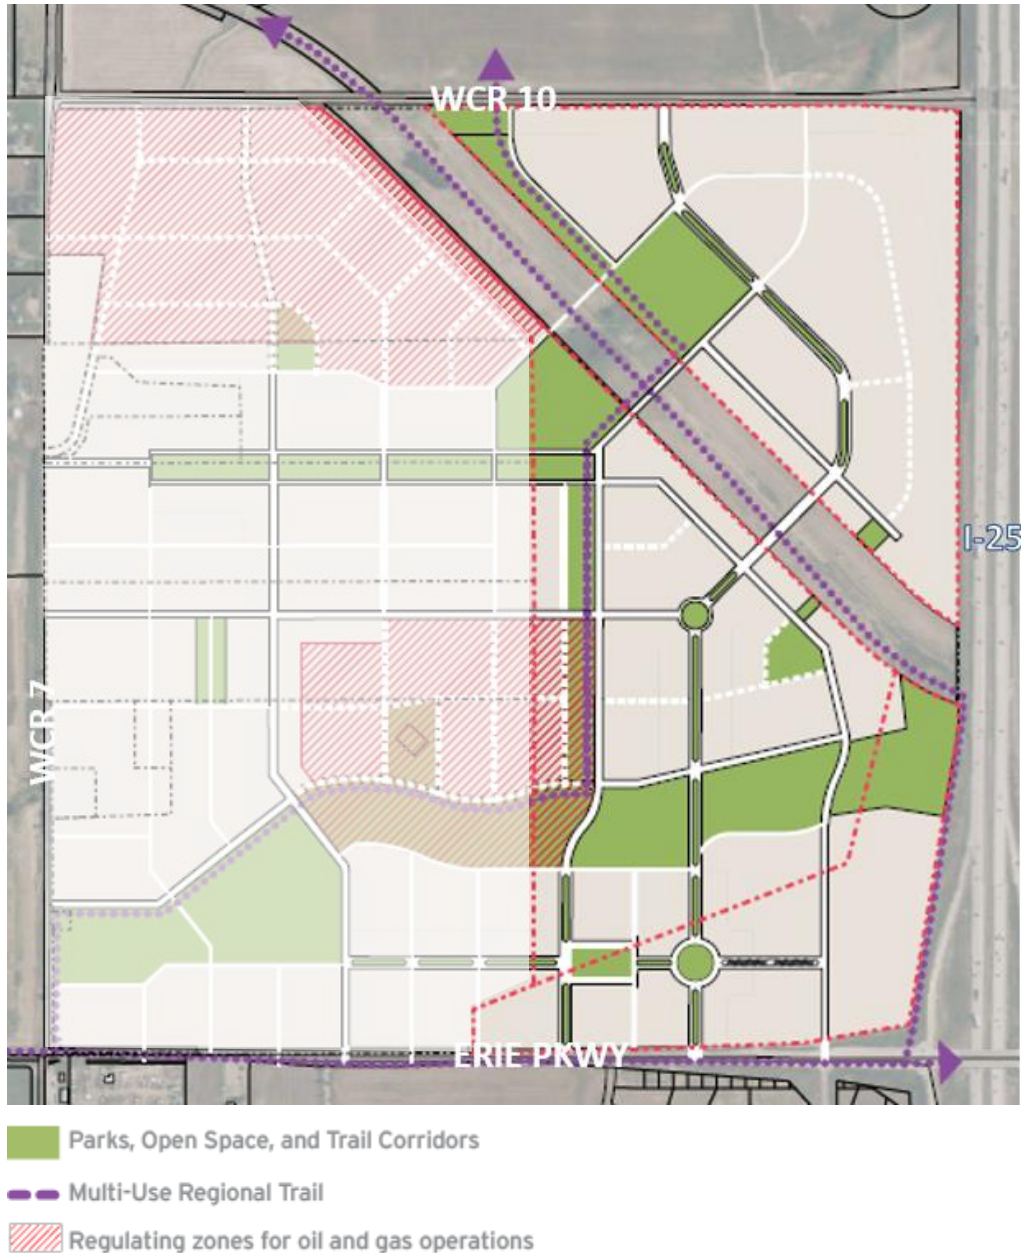 WCR 10
I-25
WCR 7
ERIE PKWY
Parks, Open Space, and Trail Corridors
Multi-Use Regional Trail
Regulating zones for oil and gas operations